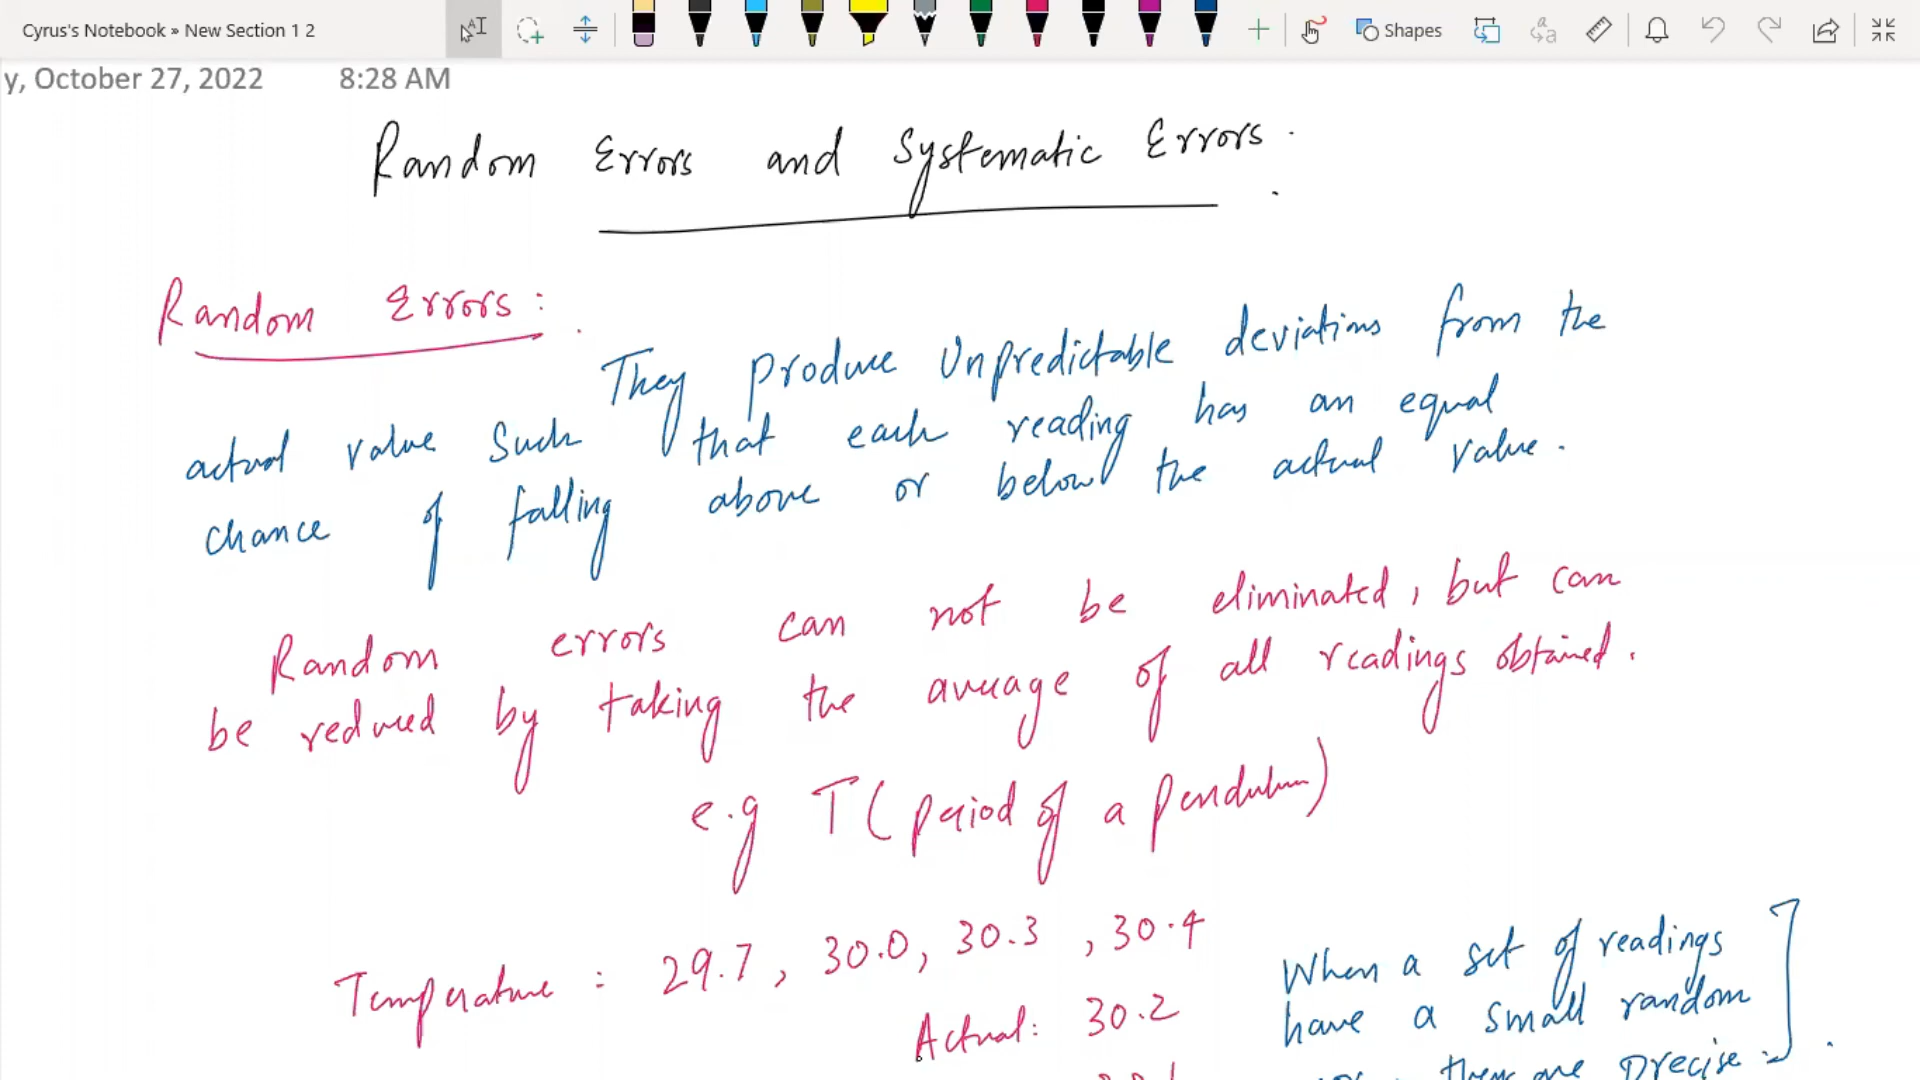 Cyrus's Notebook » New Section 1 2
Shapes
y, October 27, 2022 8:28 AM
Random Errors and Systematic Errors.
Random Errors:
They produce Unpredictable deviations from the
actual value Such that each reading has an equal
chance of falling above or below the actual value.
Random errors can not be eliminated, but can
be reduced by taking the average of all readings obtained.
e.g T (period of a pendulum)
Temperature : 29.7, 30.0, 30.3, 30.4
Actual: 30.2
When a set of readings
have a small random
they are precise